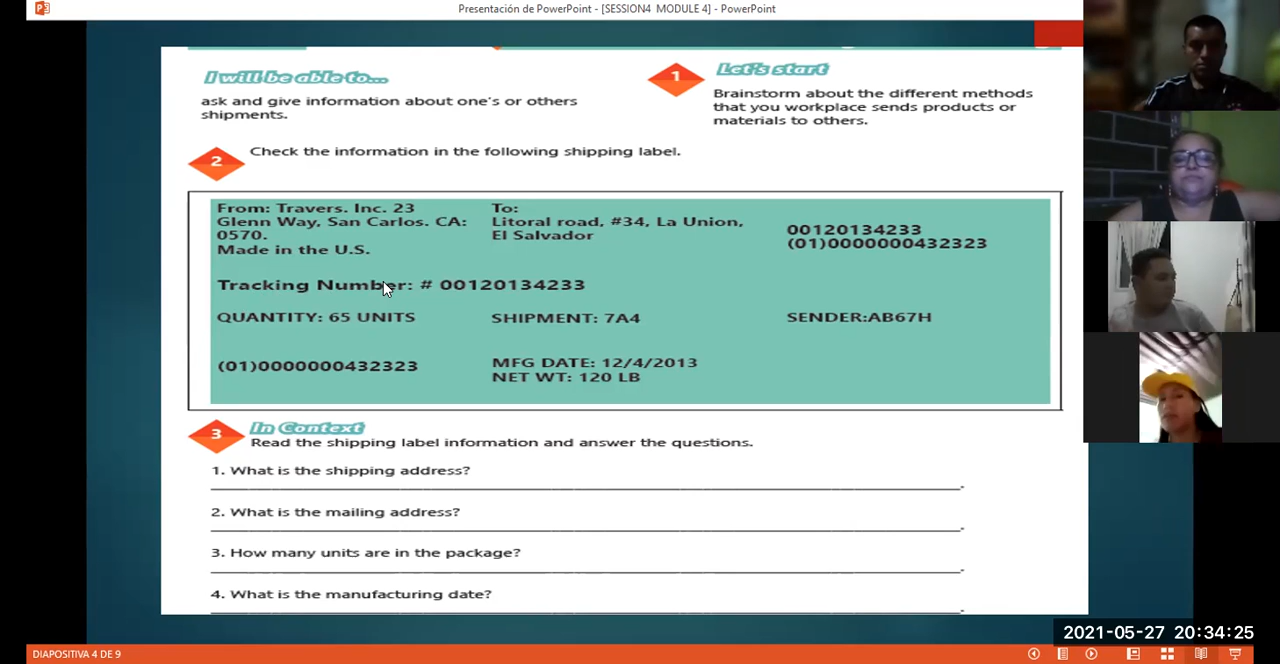 Presentación de PowerPoint - [SESSION4 MODULE 4] - PowerPoint
I will be able to...
ask and give information about one's or others
shipments.
1
Let's start
Brainstorm about the different methods
that you workplace sends products or
materials to others.
2
Check the information in the following shipping label.
From: Travers. Inc. 23
Glenn Way, San Carlos. CA:
0570.
Made in the U.S.
To:
Litoral road, #34, La Union,
El Salvador
00120134233
(01)0000000432323
Tracking Number: # 00120134233
QUANTITY: 65 UNITS
SHIPMENT: 7A4
SENDER:AB67H
(01)0000000432323
MFG DATE: 12/4/2013
NET WT: 120 LB
3
In Context
Read the shipping label information and answer the questions.
1. What is the shipping address?
2. What is the mailing address?
3. How many units are in the package?
4. What is the manufacturing date?
2021-05-27 20:34:25
DIAPOSITIVA 4 DE 9